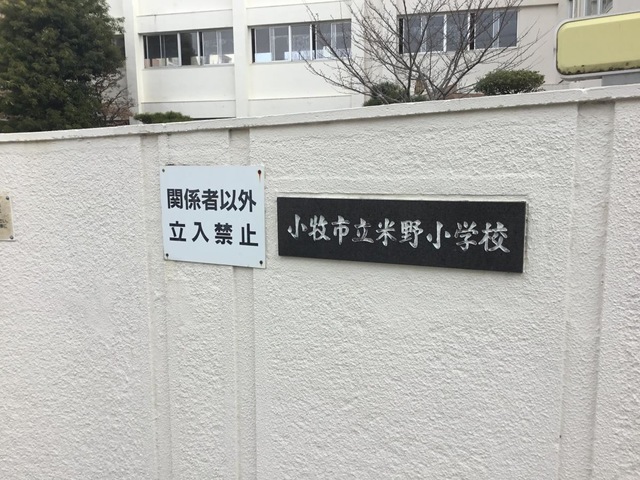 関係者以外
立入禁止
小牧市立米野小学校